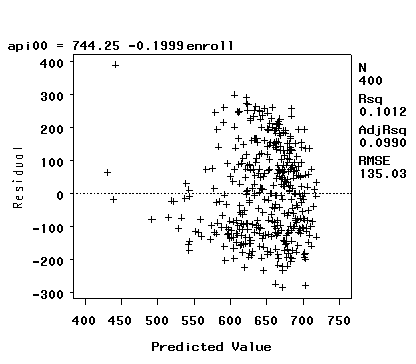 api00 = 744.25 -0.1999enroll
400
300
200
100
0
-100
-200
-300
Residual
N
400
Rsq
0.1012
AdjRsq
0.0990
RMSE
135.03
400 450 500 550 600 650 700 750
Predicted Value